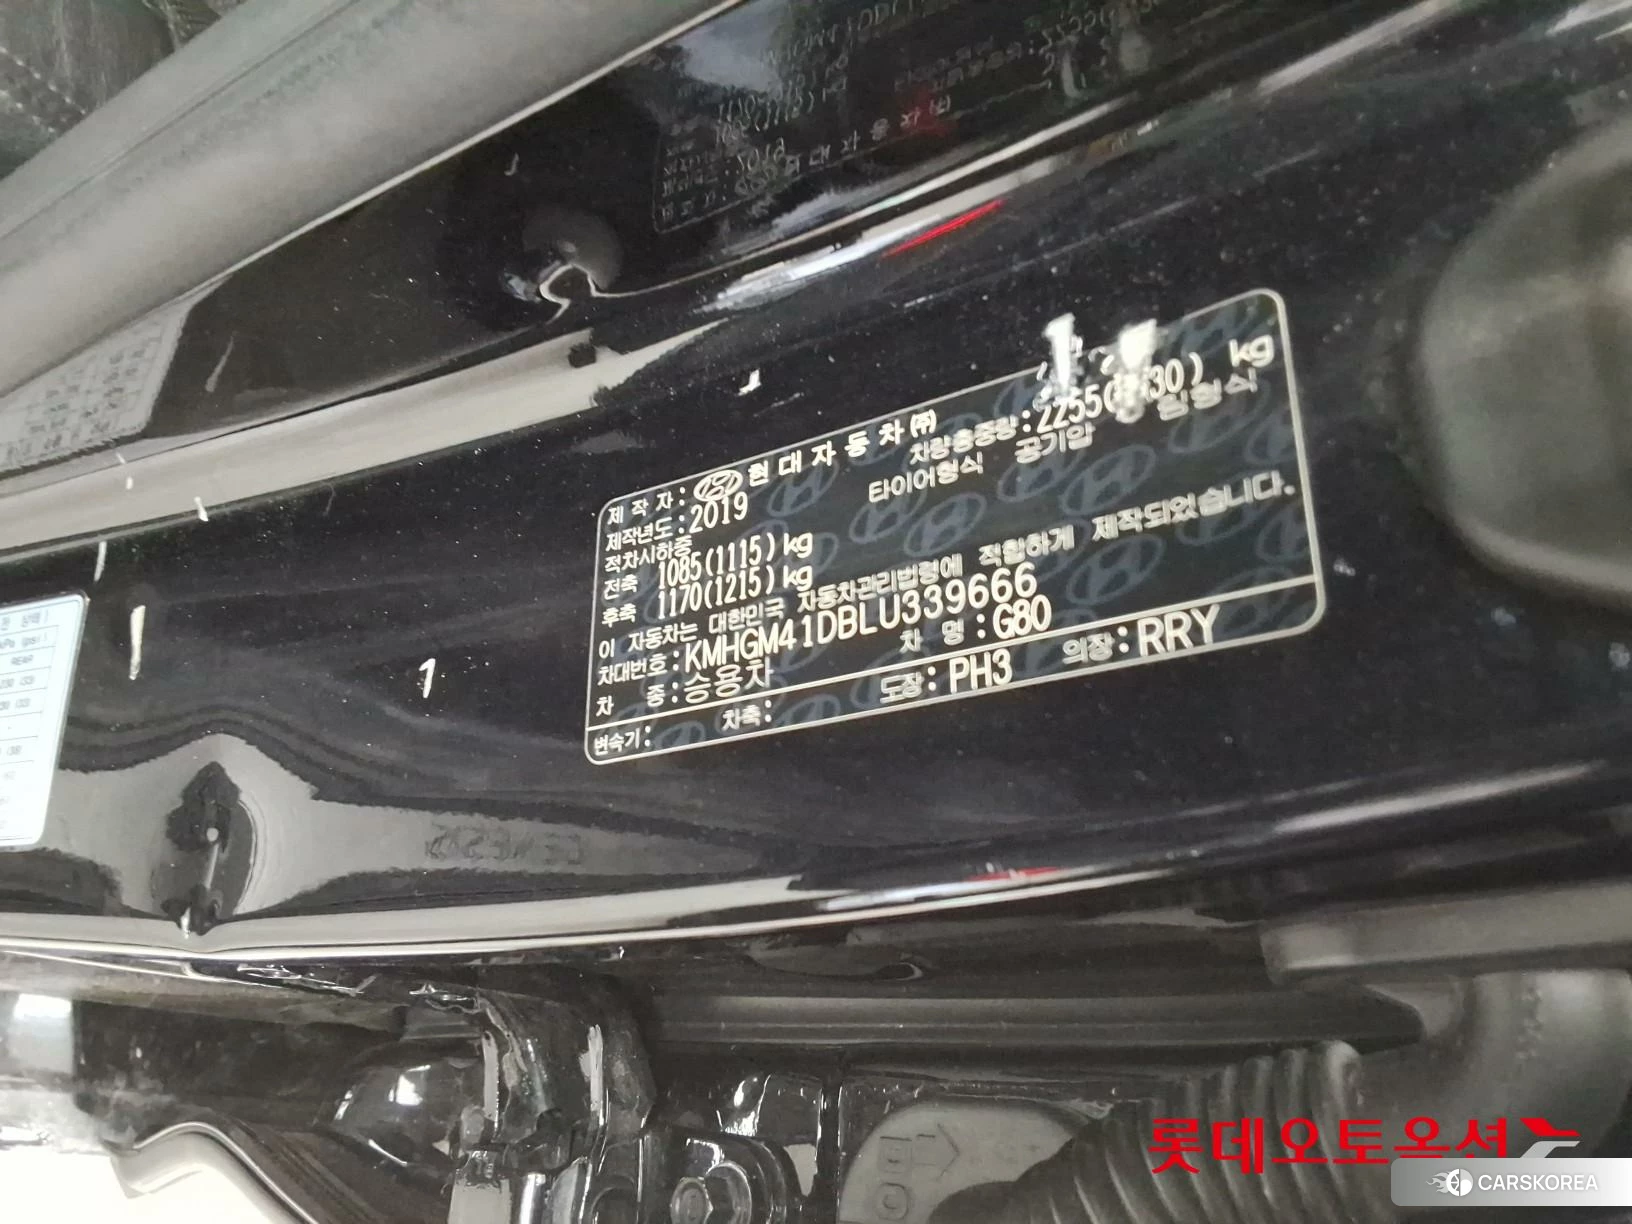 제 작 자 : 현 대 자 동 차 ㈜
제작년도 : 2019 차량총중량 : 2255( 30) kg
적차시하중 타이어형식 공기압 형식
전축 1085(1115) kg
후축 1170(1215) kg
이 자동차는 대한민국 자동차관리법령에 적합하게 제작되었습니다.
차대번호 : KMHGM41DBLU339666
차 종 : 승용차 차 명 : G80
변속기 : 차축 : 도장 : PH3 의장 : RRY
REAR
롯데오토옵션
CARSKOREA